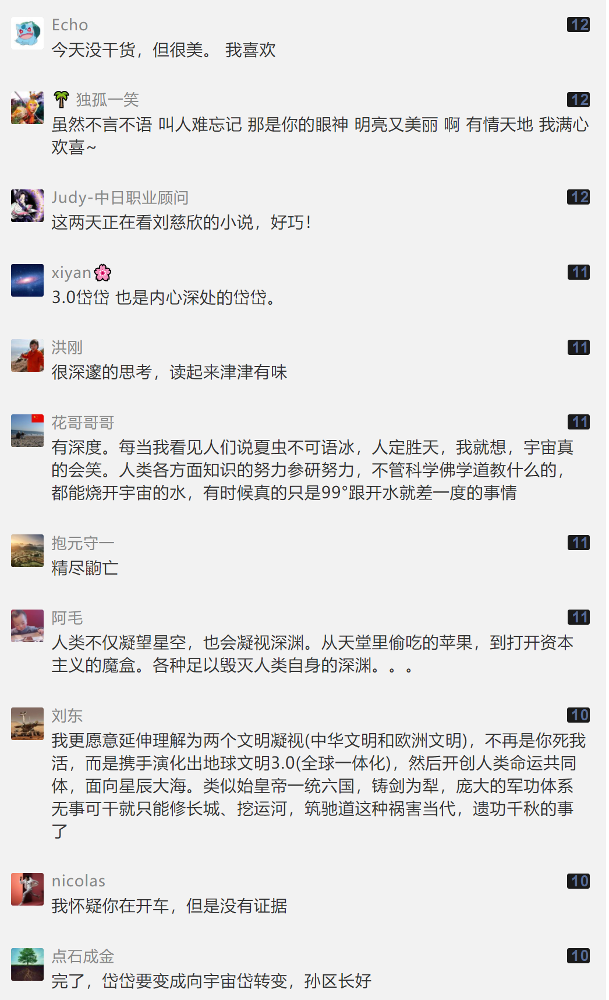 Echo 12
今天没干货，但很美。 我喜欢
独孤一笑 12
虽然不言不语 叫人难忘记 那是你的眼神 明亮又美丽 啊 有情天地 我满心
欢喜~
Judy-中日职业顾问 12
这两天正在看刘慈欣的小说，好巧！
xiyan 11
3.0岱岱 也是内心深处的岱岱。
洪刚 11
很深邃的思考，读起来津津有味
花哥哥哥 11
有深度。每当我看见人们说夏虫不可语冰，人定胜天，我就想，宇宙真
的会笑。人类各方面知识的努力参研努力，不管科学佛学道教什么的，
都能烧开宇宙的水，有时候真的只是99°跟开水就差一度的事情
抱元守一 11
精尽鼩亡
阿毛 11
人类不仅凝望星空，也会凝视深渊。从天堂里偷吃的苹果，到打开资本
主义的魔盒。各种足以毁灭人类自身的深渊。。。
刘东 10
我更愿意延伸理解为两个文明凝视(中华文明和欧洲文明)，不再是你死我
活，而是携手演化出地球文明3.0(全球一体化)，然后开创人类命运共同
体，面向星辰大海。类似始皇帝一统六国，铸剑为犁，庞大的军功体系
无事可干就只能修长城、挖运河，筑驰道这种祸害当代，遗功千秋的事
了
nicolas 10
我怀疑你在开车，但是没有证据
点石成金 10
完了，岱岱要变成向宇宙岱转变，孙区长好